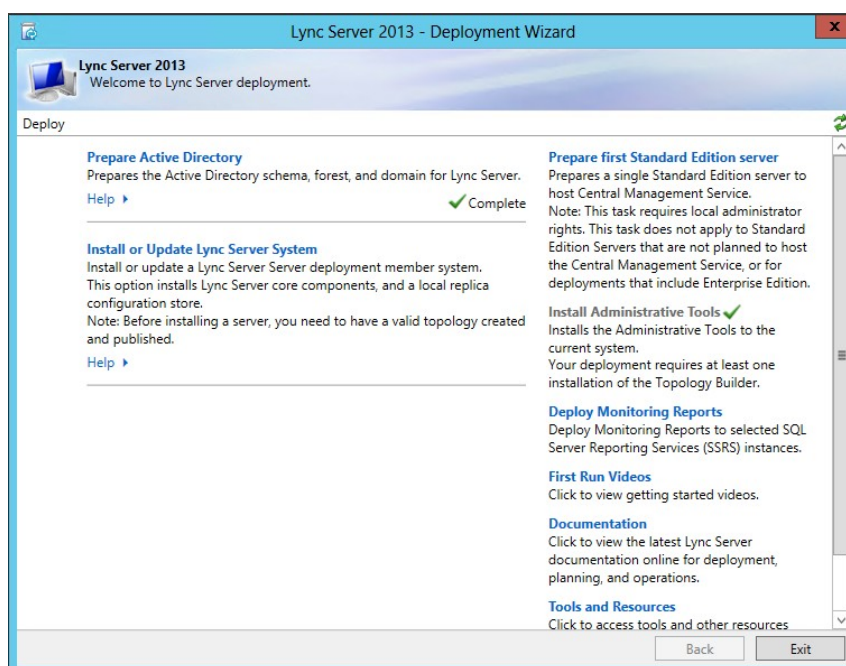 Lync Server 2013 - Deployment Wizard
x
Lync Server 2013
Welcome to Lync Server deployment.
Deploy
Prepare Active Directory
Prepares the Active Directory schema, forest, and domain for Lync Server.
Help
Complete
Install or Update Lync Server System
Install or update a Lync Server Server deployment member system.
This option installs Lync Server core components, and a local replica
configuration store.
Note: Before installing a server, you need to have a valid topology created
and published.
Help
Prepare first Standard Edition server
Prepares a single Standard Edition server to
host Central Management Service.
Note: This task requires local administrator
rights. This task does not apply to Standard
Edition Servers that are not planned to host
the Central Management Service, or for
deployments that include Enterprise Edition.
Install Administrative Tools
Installs the Administrative Tools to the
current system.
Your deployment requires at least one
installation of the Topology Builder.
Deploy Monitoring Reports
Deploy Monitoring Reports to selected SQL
Server Reporting Services (SSRS) instances.
First Run Videos
Click to view getting started videos.
Documentation
Click to view the latest Lync Server
documentation online for deployment,
planning, and operations.
Tools and Resources
Click to access tools and other resources
Back
Exit